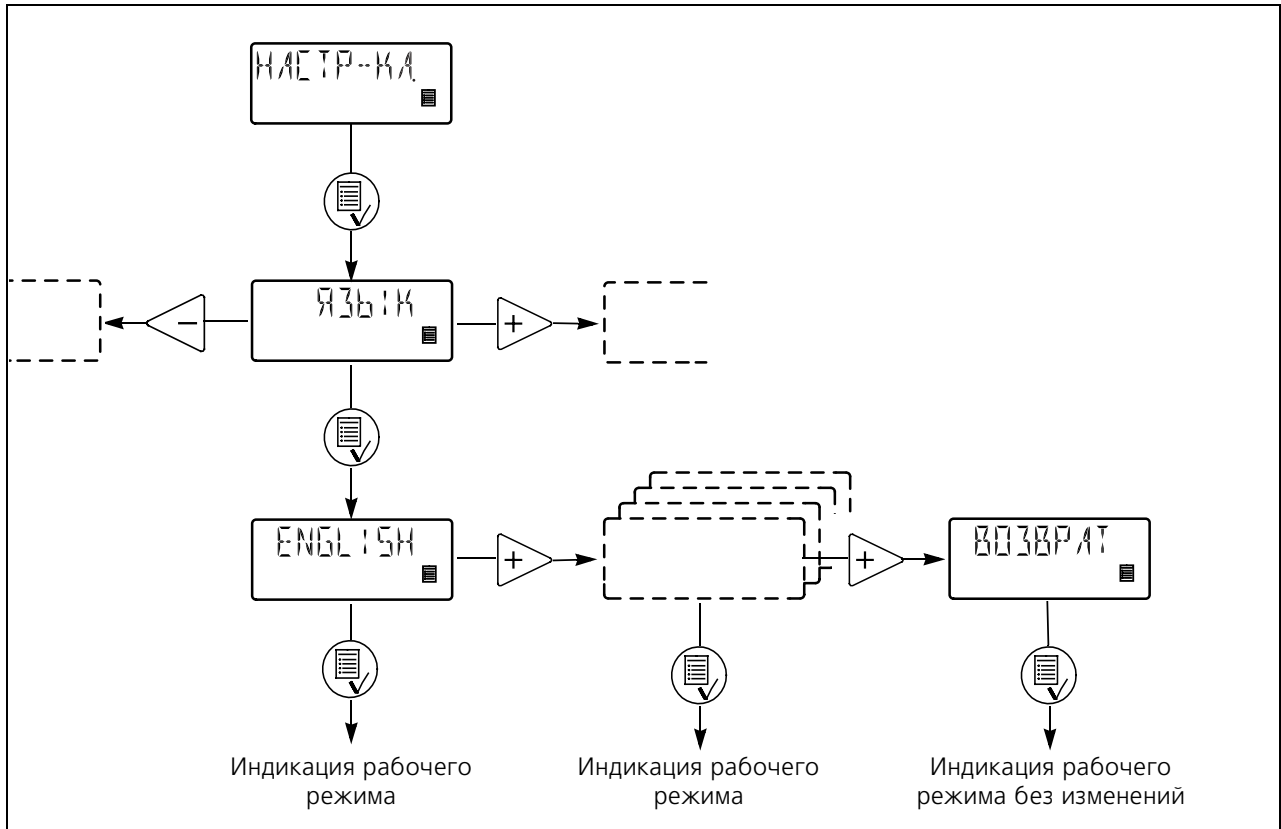 НАСТР-КА.
ЯЗЫК
-
+
ENGLISH
+
+
ВОЗВРАТ
Индикация рабочего
режима
Индикация рабочего
режима
Индикация рабочего
режима без изменений